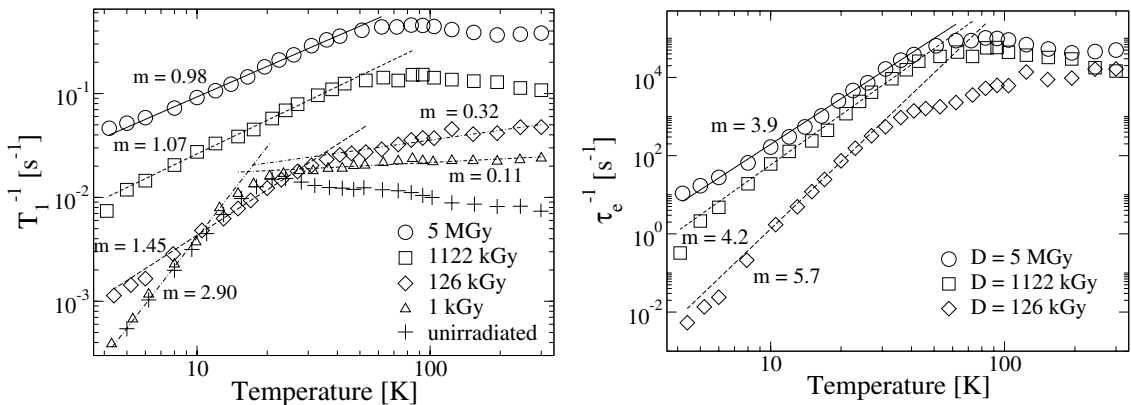 10⁰
10⁻¹
10⁻²
10⁻³
T₁⁻¹ [s⁻¹]
m = 0.98
m = 1.07
m = 0.32
m = 0.11
m = 1.45
m = 2.90
5 MGy
1122 kGy
126 kGy
1 kGy
unirradiated
10
100
Temperature [K]
10⁴
10²
10⁰
10⁻²
τₑ⁻¹ [s⁻¹]
m = 3.9
m = 4.2
m = 5.7
D = 5 MGy
D = 1122 kGy
D = 126 kGy
10
100
Temperature [K]